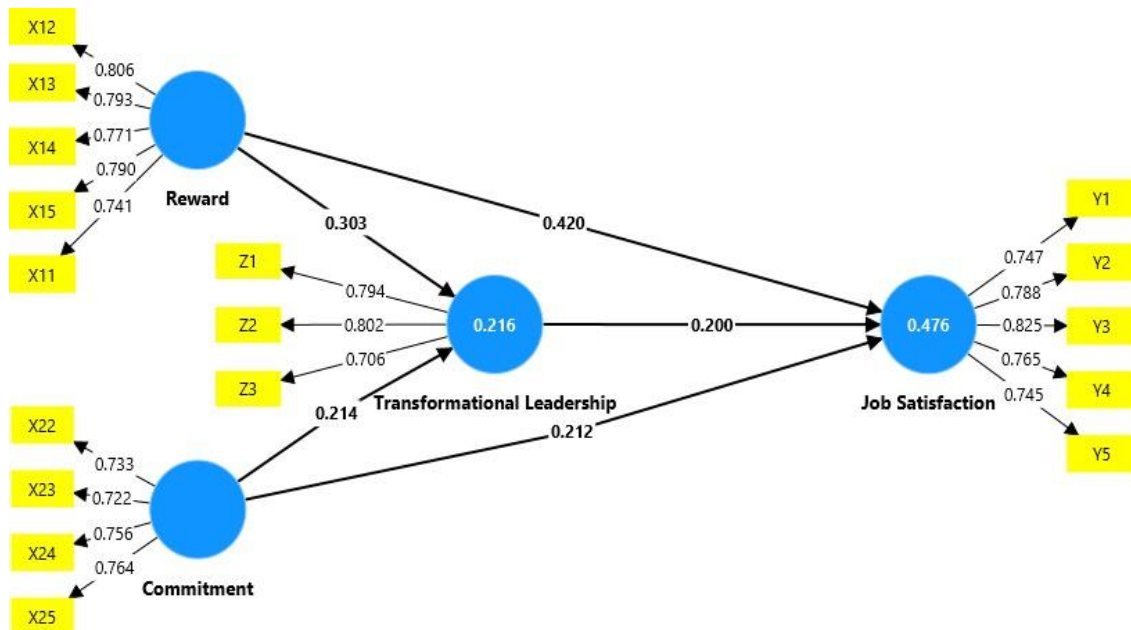 X12
0.806
X13
0.793
X14
0.771
X15
0.790
X11
0.741
Reward
0.303
0.420
Z1
0.794
Z2
0.802
Z3
0.706
0.216
Transformational Leadership
0.200
0.214
0.212
X22
0.733
X23
0.722
X24
0.756
X25
0.764
Commitment
0.476
Job Satisfaction
Y1
0.747
Y2
0.788
Y3
0.825
Y4
0.765
Y5
0.745